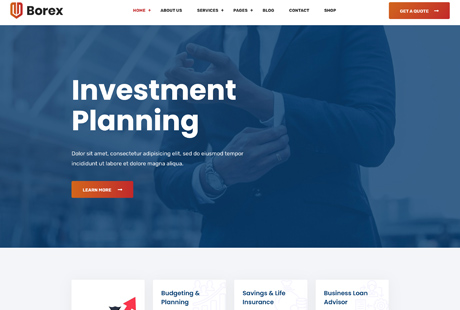 Borex
HOME + ABOUT US SERVICES + PAGES + BLOG CONTACT SHOP
GET A QUOTE →
Investment
Planning
Dolor sit amet, consectetur adipisicing elit, sed do eiusmod tempor
incididunt ut labore et dolore magna aliqua.
LEARN MORE →
Budgeting &
Planning
Savings & Life
Insurance
Business Loan
Advisor